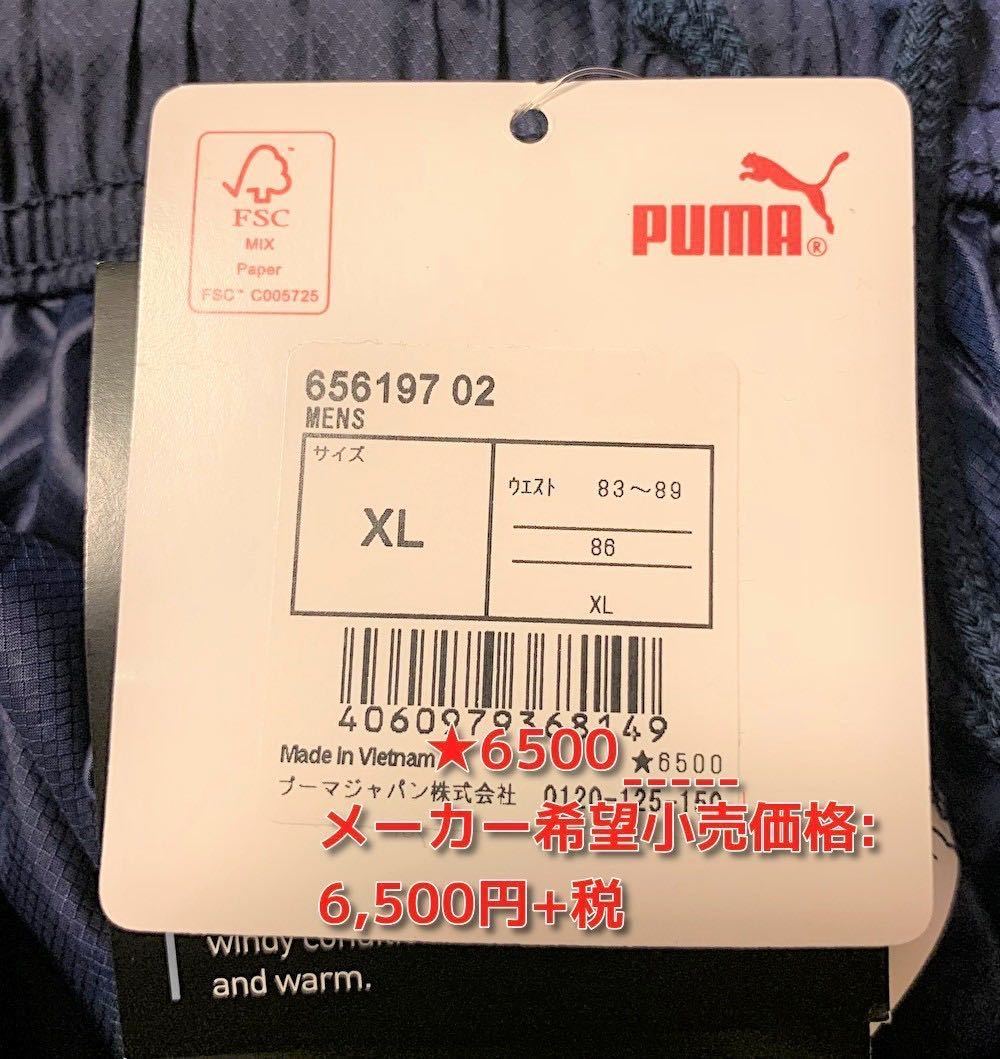 FSC
MIX
Paper
FSC™ C005725
PUMA®
656197 02
MENS
サイズ
XL
ウエスト 83～89
86
XL
4060979368149
Made in Vietnam ★6500
★6500
プーマジャパン株式会社 0120-125-150
メーカー希望小売価格:
6,500円+税
windy
and warm.